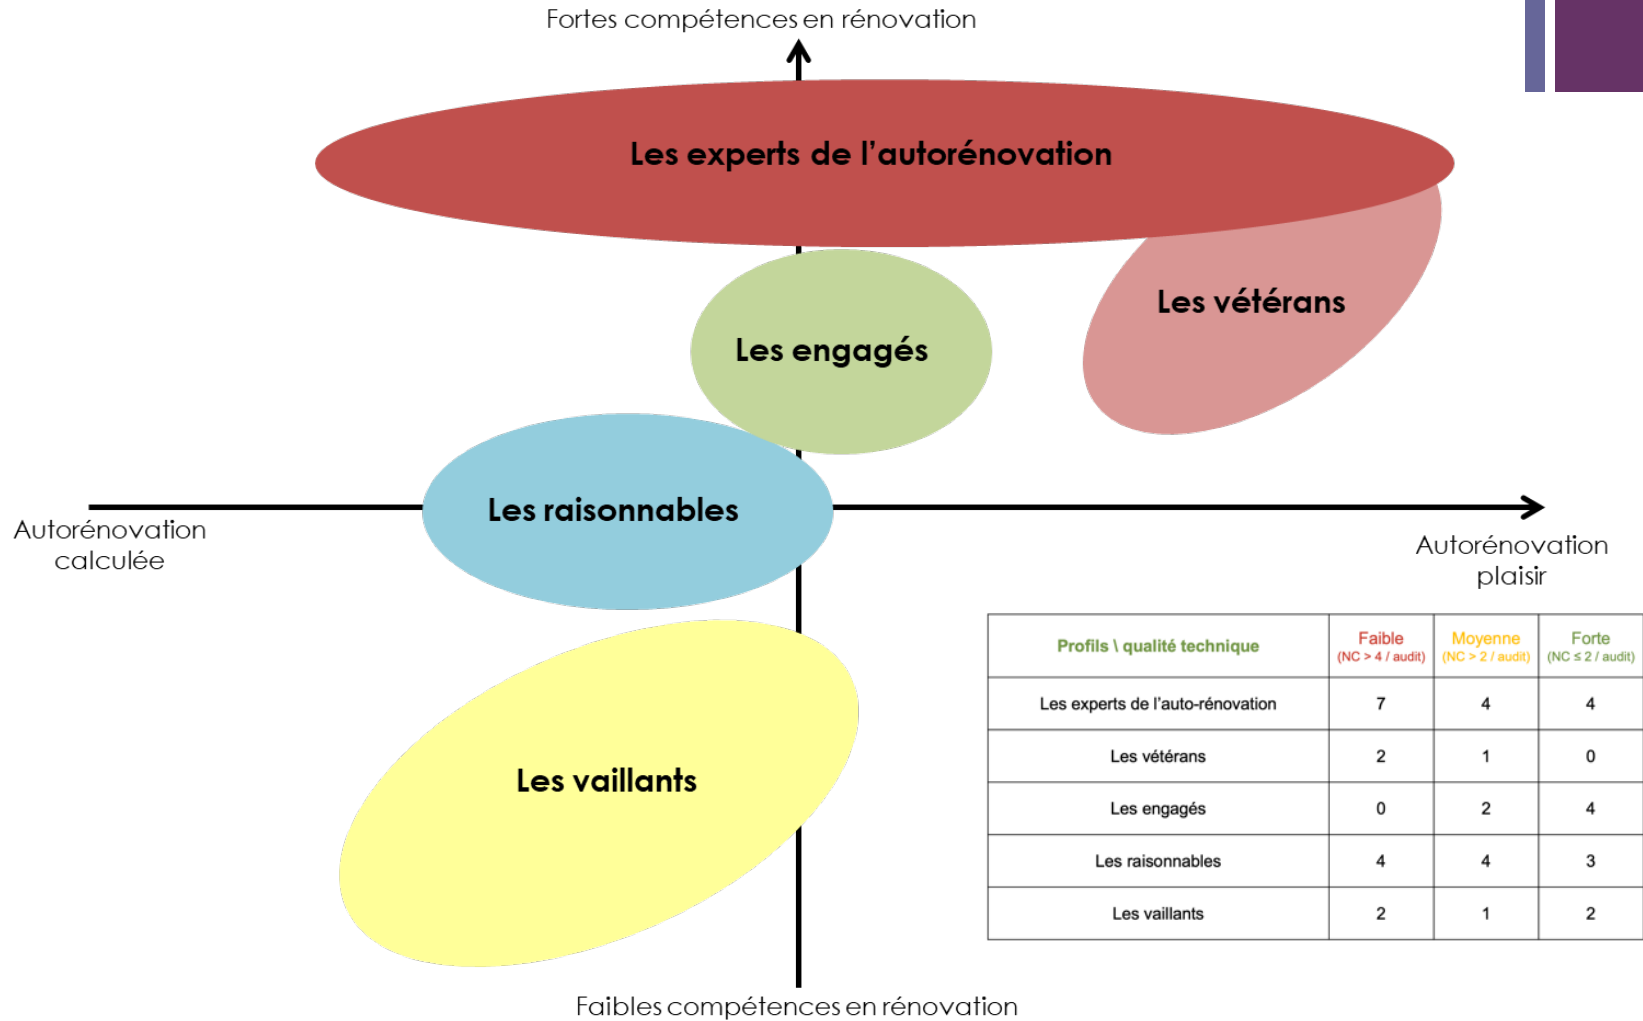 Fortes compétences en rénovation
Les experts de l'autorénovation
Les vétérans
Les engagés
Les raisonnables
Autorénovation
calculée
Autorénovation
plaisir
Les vaillants
Faibles compétences en rénovation
Profils \ qualité technique Faible (NC > 4 / audit) Moyenne (NC > 2 / audit) Forte (NC ≤ 2 / audit)
Les experts de l'auto-rénovation 7 4 4
Les vétérans 2 1 0
Les engagés 0 2 4
Les raisonnables 4 4 3
Les vaillants 2 1 2